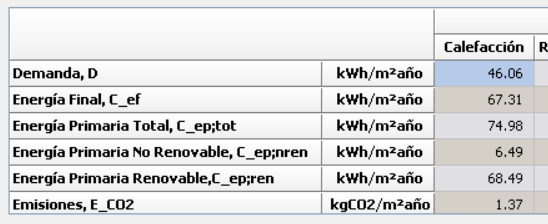 Calefacción R
Demanda, D kWh/m²año 46.06
Energía Final, C_ef kWh/m²año 67.31
Energía Primaria Total, C_ep;tot kWh/m²año 74.98
Energía Primaria No Renovable, C_ep;nren kWh/m²año 6.49
Energía Primaria Renovable,C_ep;ren kWh/m²año 68.49
Emisiones, E_CO2 kgCO2/m²año 1.37